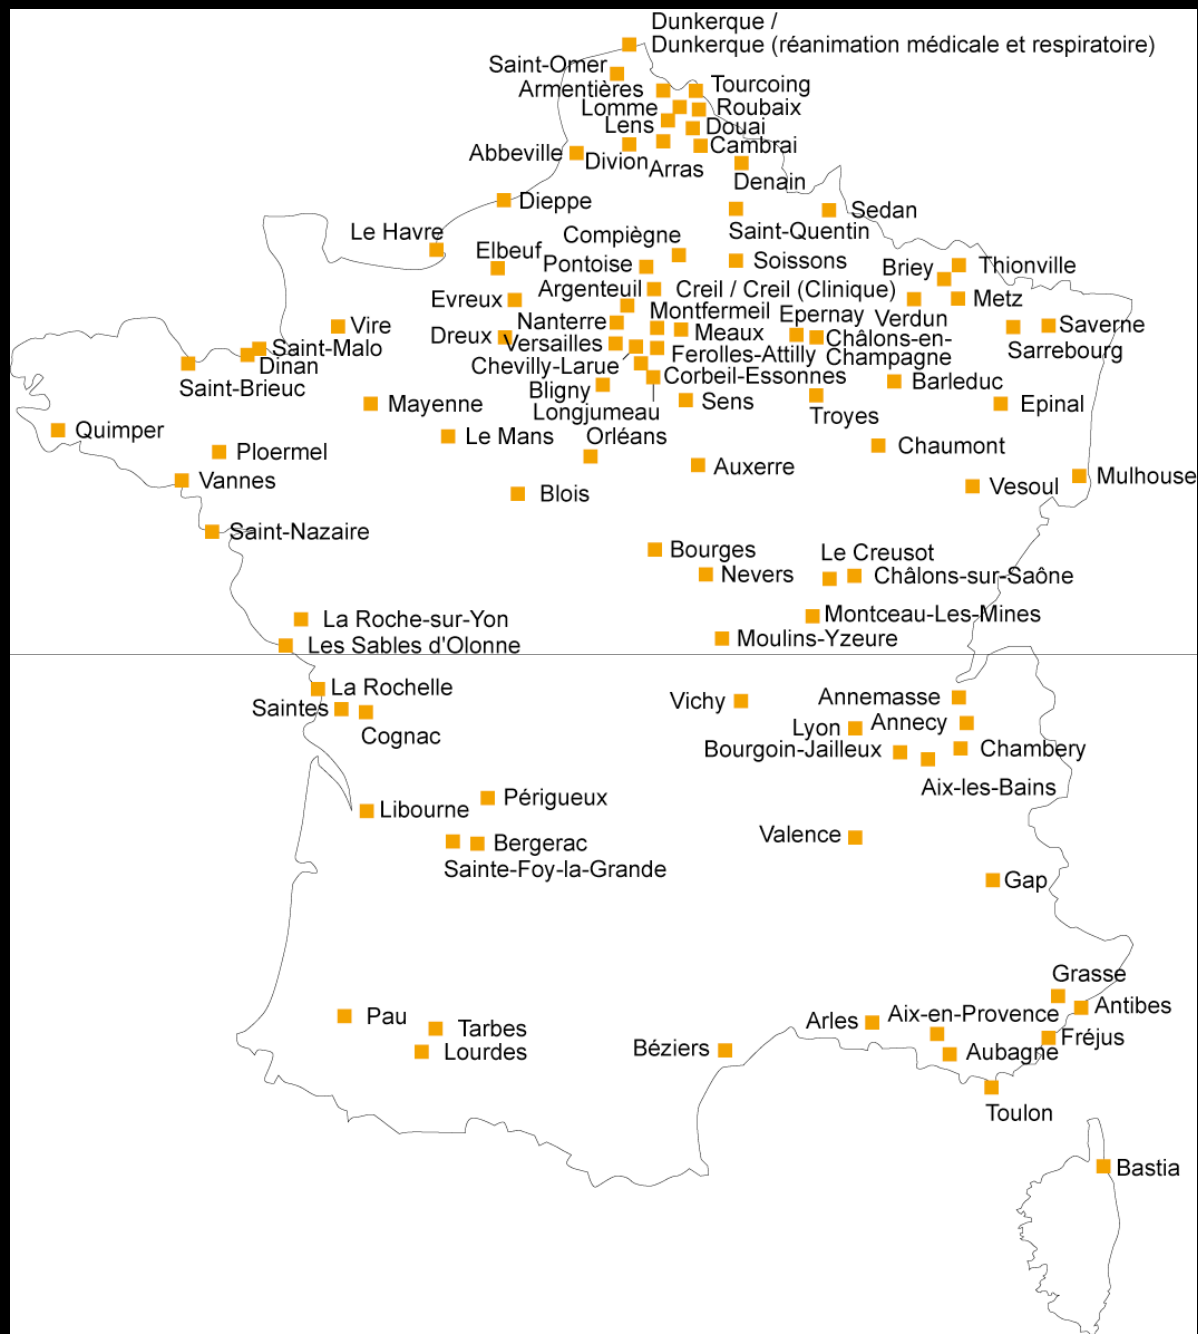 Dunkerque /
Dunkerque (réanimation médicale et respiratoire)
Saint-Omer
Armentières
Tourcoing
Lomme
Roubaix
Lens
Douai
Cambrai
Abbeville
Divion
Arras
Denain
Dieppe
Sedan
Saint-Quentin
Le Havre
Compiègne
Elbeuf
Pontoise
Soissons
Briey
Thionville
Argenteuil
Creil / Creil (Clinique)
Evreux
Metz
Verdun
Montfermeil
Epernay
Nanterre
Vire
Saverne
Dreux
Versailles
Meaux
Châlons-en-
Champagne
Saint-Malo
Sarrebourg
Dinan
Ferolles-Attilly
Chevilly-Larue
Corbeil-Essonnes
Barleduc
Saint-Brieuc
Bligny
Mayenne
Longjumeau
Sens
Troyes
Epinal
Quimper
Le Mans
Orléans
Chaumont
Ploermel
Auxerre
Mulhouse
Vannes
Vesoul
Blois
Saint-Nazaire
Bourges
Le Creusot
Nevers
Châlons-sur-Saône
La Roche-sur-Yon
Montceau-Les-Mines
Moulins-Yzeure
Les Sables d'Olonne
La Rochelle
Vichy
Annemasse
Saintes
Cognac
Lyon
Annecy
Bourgoin-Jailleux
Chambery
Aix-les-Bains
Périgueux
Libourne
Valence
Bergerac
Sainte-Foy-la-Grande
Gap
Grasse
Antibes
Pau
Arles
Aix-en-Provence
Tarbes
Fréjus
Lourdes
Béziers
Aubagne
Toulon
Bastia